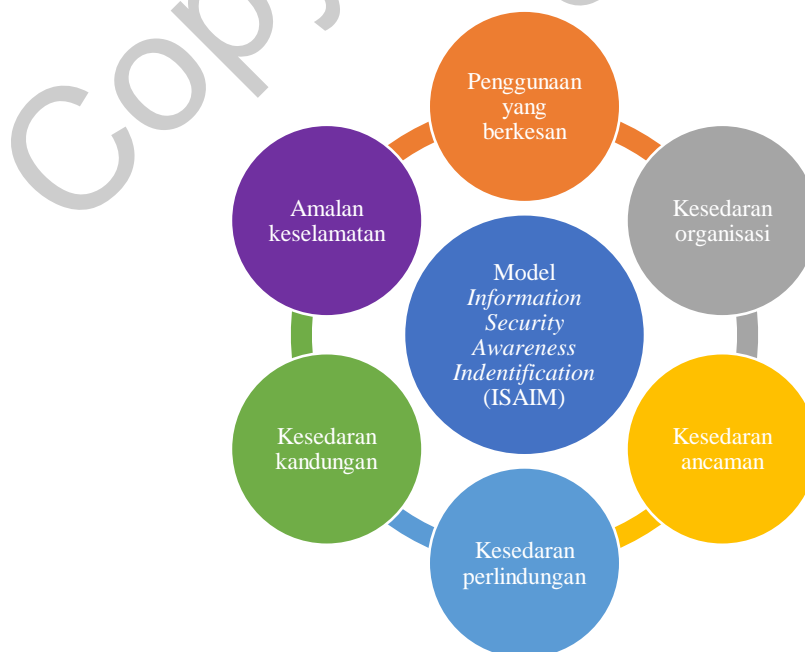 Copy
Penggunaan
yang
berkesan
Kesedaran
organisasi
Kesedaran
ancaman
Kesedaran
perlindungan
Kesedaran
kandungan
Amalan
keselamatan
Model
Information
Security
Awareness
Indentification
(ISAIM)